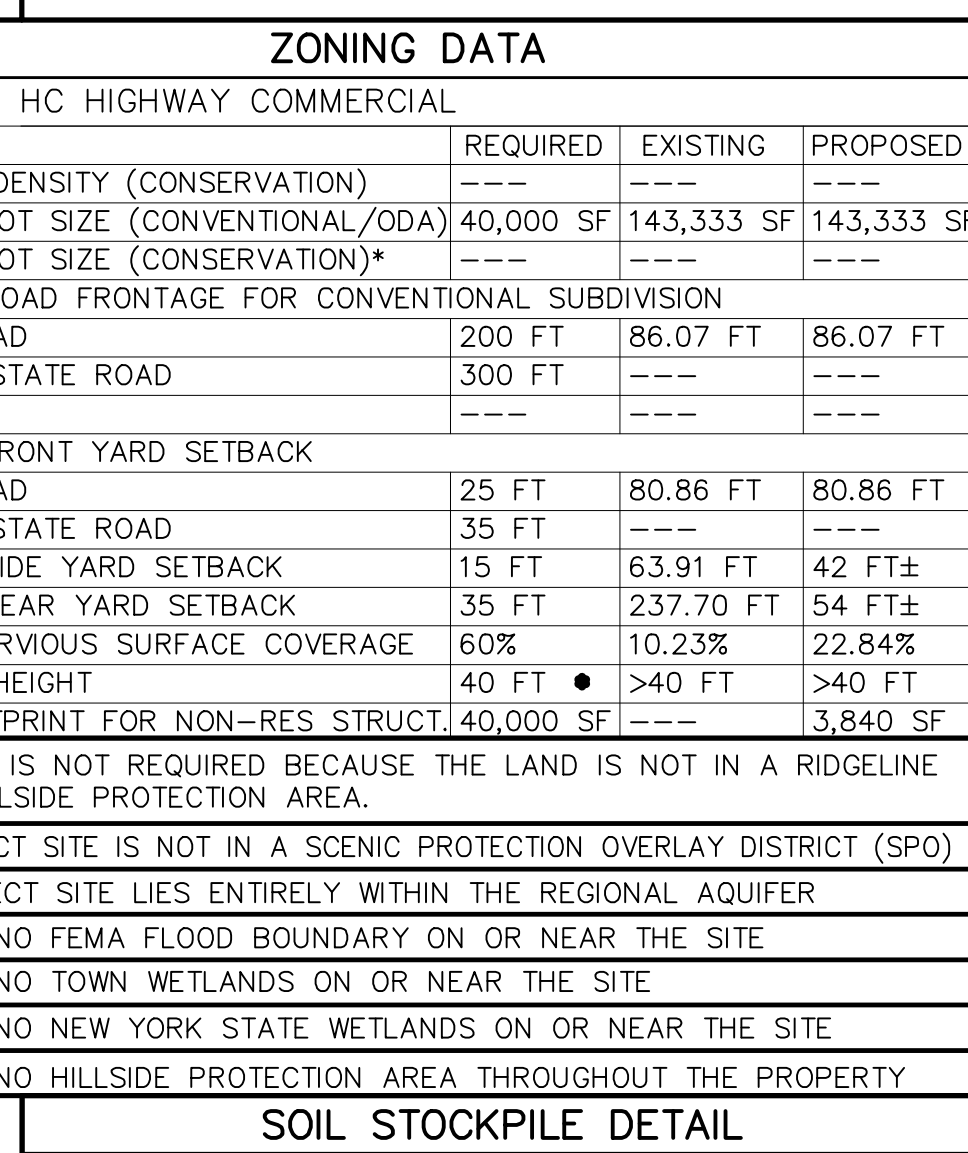 ZONING DATA
HC HIGHWAY COMMERCIAL
REQUIRED EXISTING PROPOSED
DENSITY (CONSERVATION) --- --- ---
OT SIZE (CONVENTIONAL/ODA) 40,000 SF 143,333 SF 143,333 SF
OT SIZE (CONSERVATION)* --- --- ---
OAD FRONTAGE FOR CONVENTIONAL SUBDIVISION
AD 200 FT 86.07 FT 86.07 FT
STATE ROAD 300 FT --- ---
--- --- ---
RONT YARD SETBACK
AD 25 FT 80.86 FT 80.86 FT
STATE ROAD 35 FT --- ---
IDE YARD SETBACK 15 FT 63.91 FT 42 FT±
EAR YARD SETBACK 35 FT 237.70 FT 54 FT±
RVIOUS SURFACE COVERAGE 60% 10.23% 22.84%
HEIGHT 40 FT ● >40 FT >40 FT
TPRINT FOR NON-RES STRUCT. 40,000 SF --- 3,840 SF
IS NOT REQUIRED BECAUSE THE LAND IS NOT IN A RIDGELINE
LLSIDE PROTECTION AREA.
CT SITE IS NOT IN A SCENIC PROTECTION OVERLAY DISTRICT (SPO)
ECT SITE LIES ENTIRELY WITHIN THE REGIONAL AQUIFER
NO FEMA FLOOD BOUNDARY ON OR NEAR THE SITE
NO TOWN WETLANDS ON OR NEAR THE SITE
NO NEW YORK STATE WETLANDS ON OR NEAR THE SITE
NO HILLSIDE PROTECTION AREA THROUGHOUT THE PROPERTY
SOIL STOCKPILE DETAIL